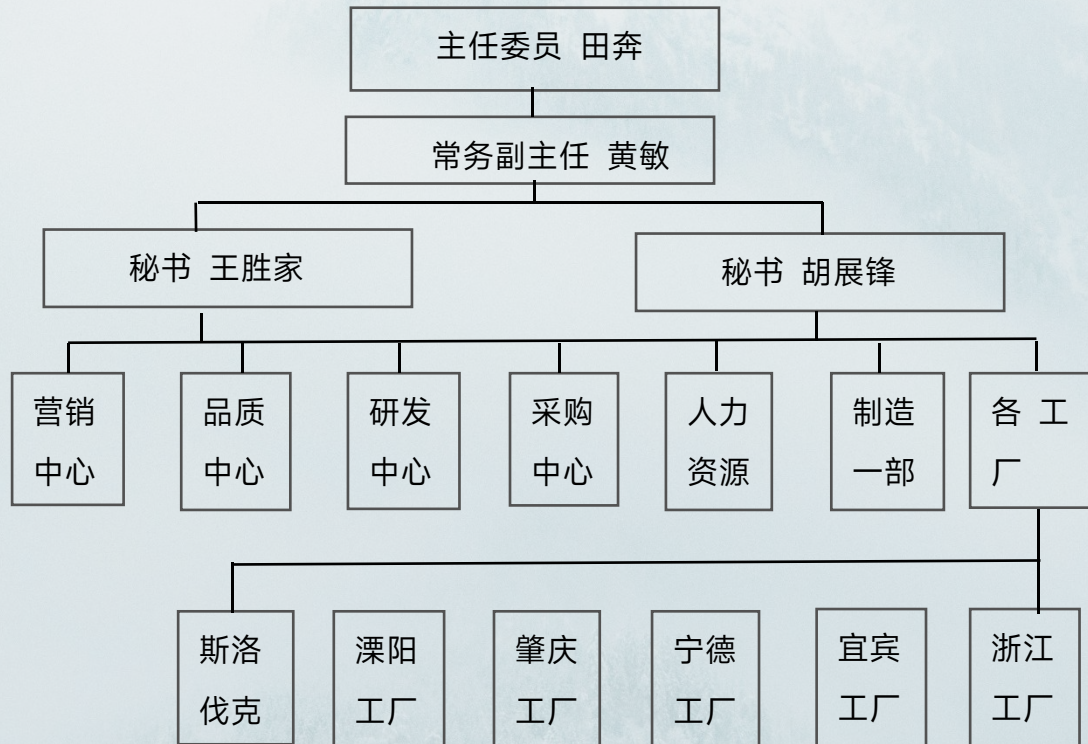 主任委员 田奔
常务副主任 黄敏
秘书 王胜家
秘书 胡展锋
营销
中心
品质
中心
研发
中心
采购
中心
人力
资源
制造
一部
各 工
厂
斯洛
伐克
溧阳
工厂
肇庆
工厂
宁德
工厂
宜宾
工厂
浙江
工厂